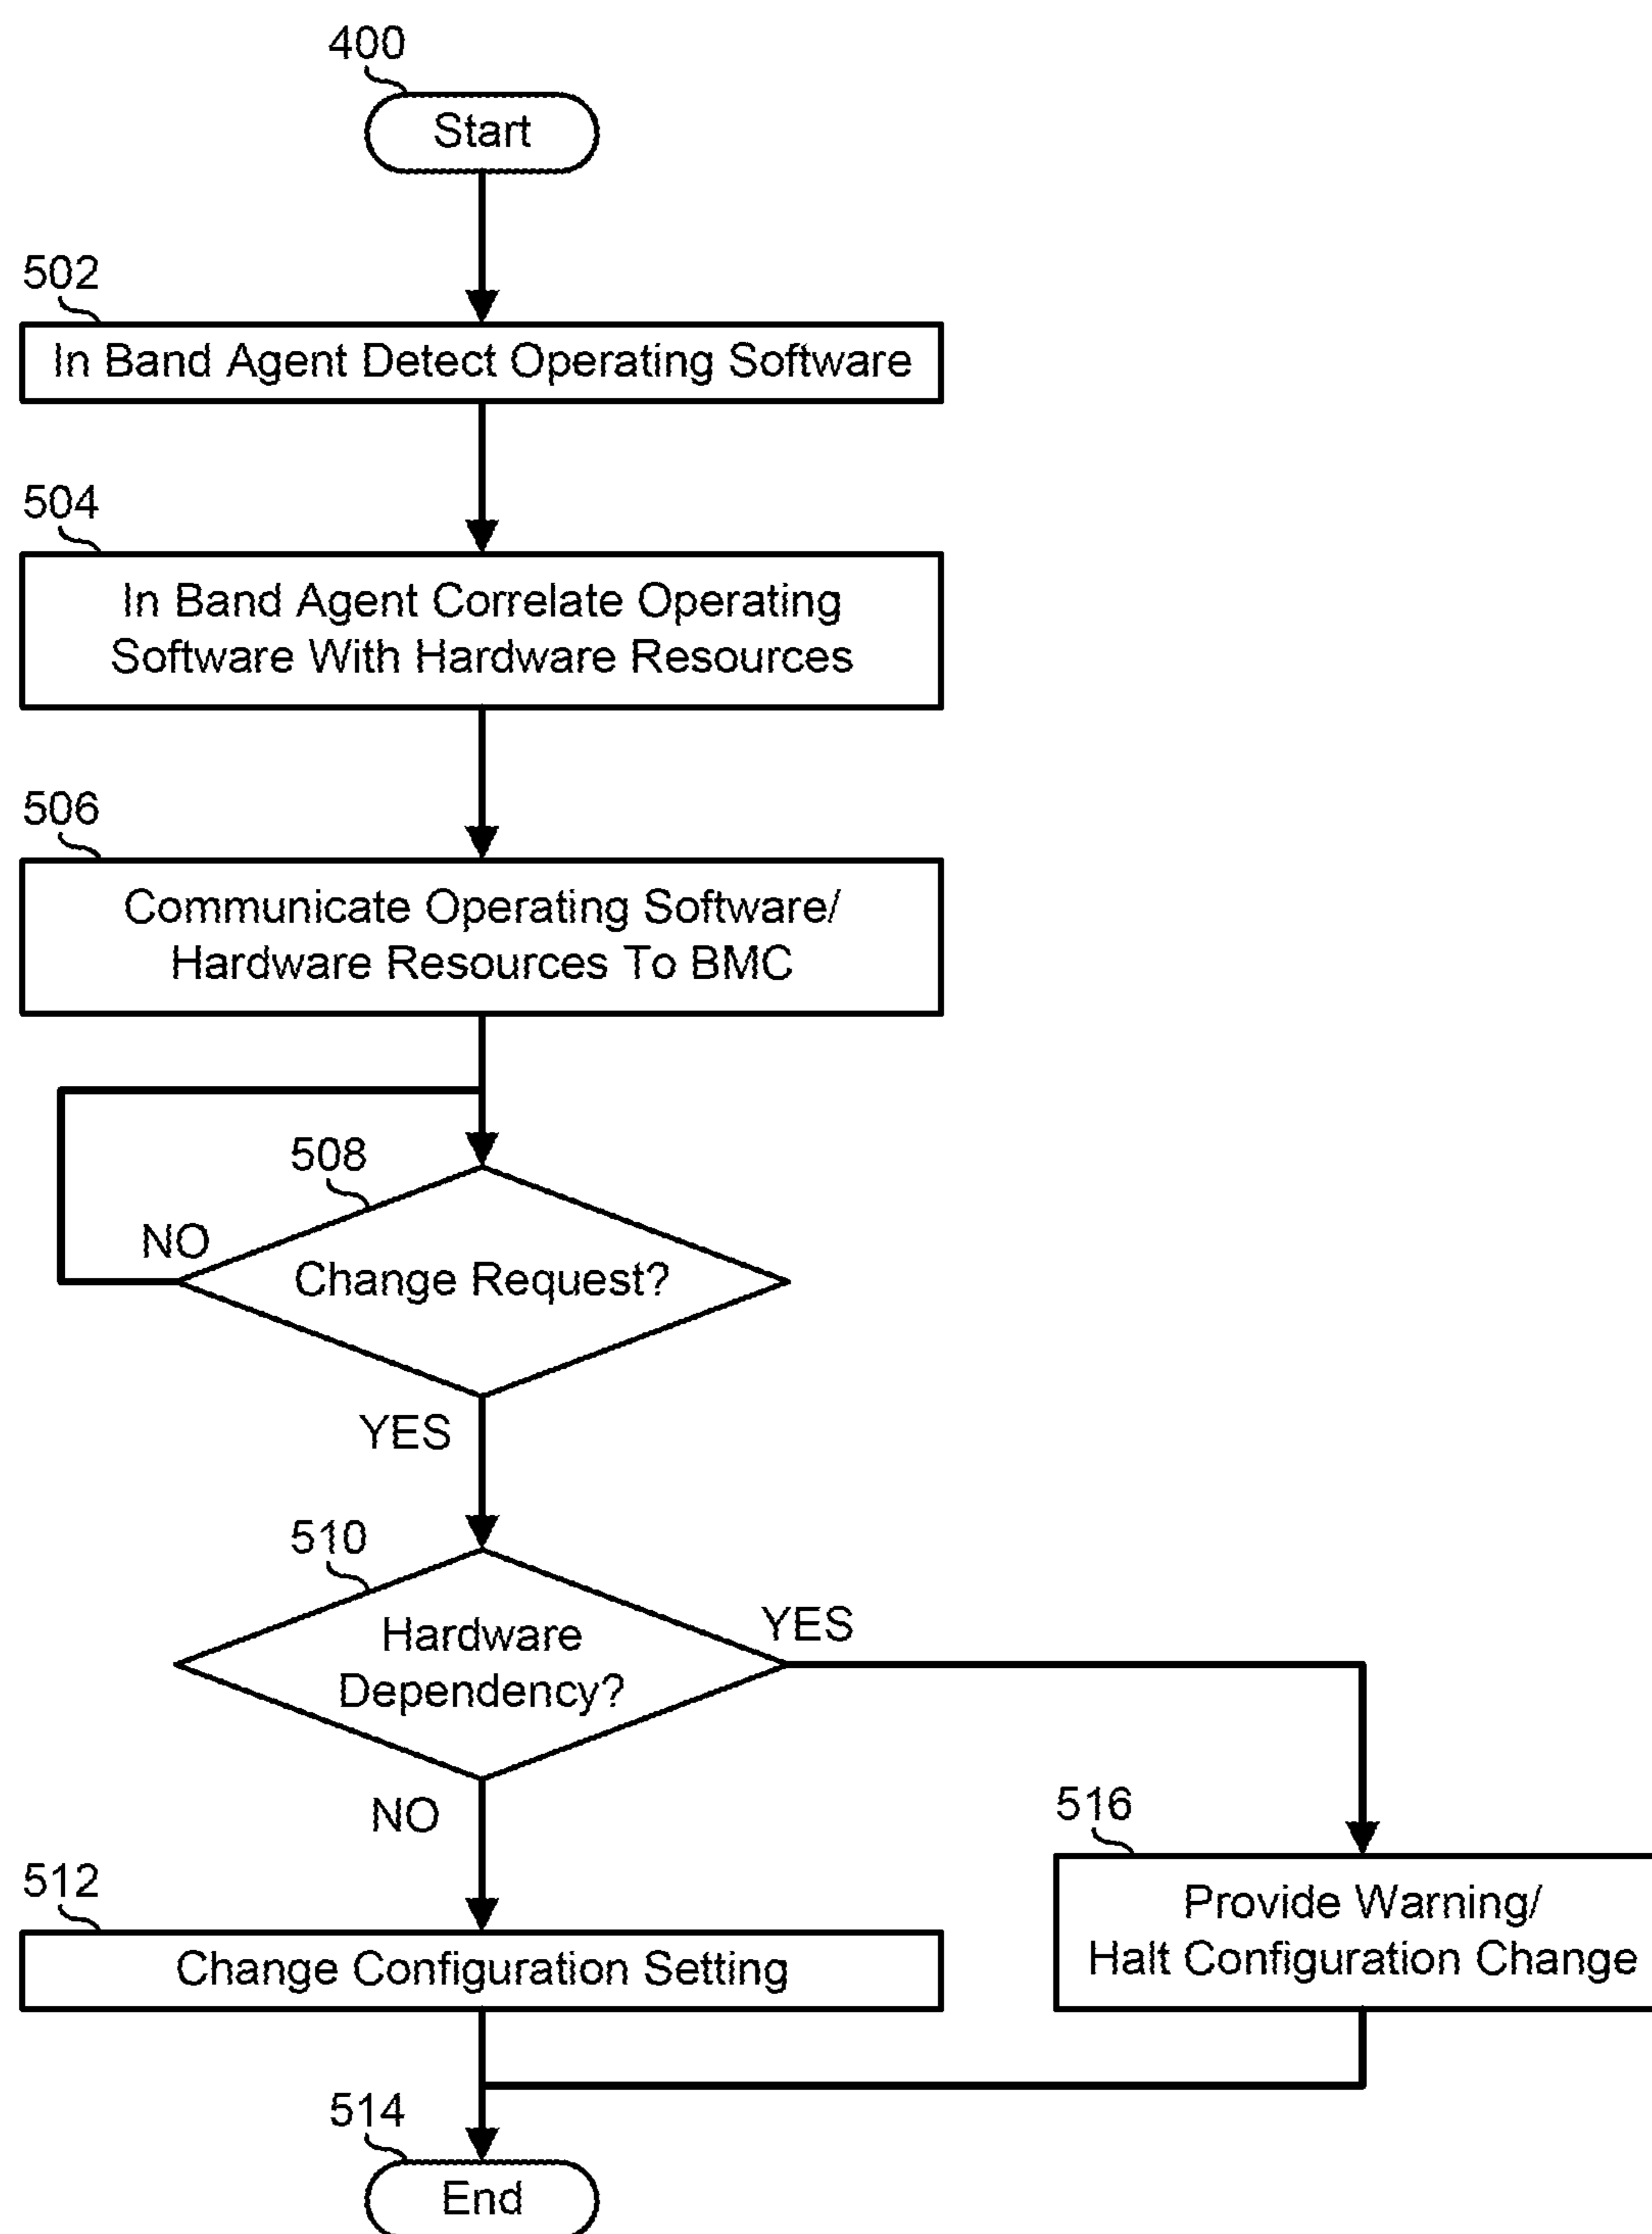 400
Start
502
In Band Agent Detect Operating Software
504
In Band Agent Correlate Operating
Software With Hardware Resources
506
Communicate Operating Software/
Hardware Resources To BMC
508
NO
Change Request?
YES
510
Hardware
Dependency?
YES
NO
516
Provide Warning/
Halt Configuration Change
512
Change Configuration Setting
514
End